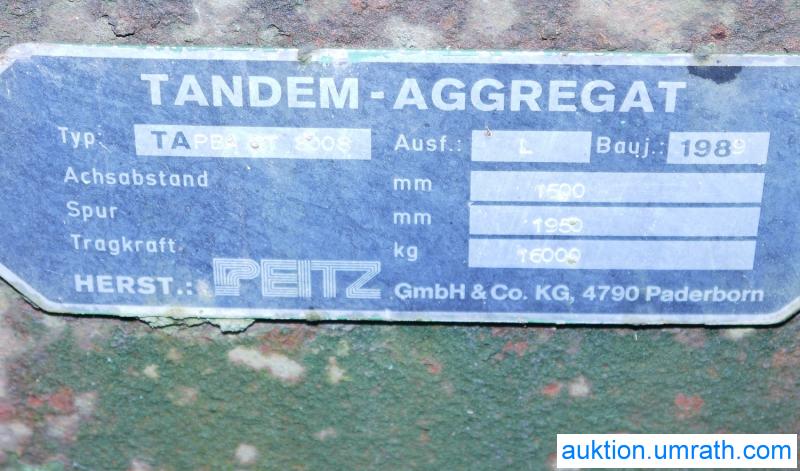 TANDEM - AGGREGAT
Typ: TA Ausf.: L Bauj.: 1989
Achsabstand mm 1500
Spur mm 1950
Tragkraft kg 16000
HERST.: PEITZ GmbH & Co. KG, 4790 Paderborn
auktion.umrath.com